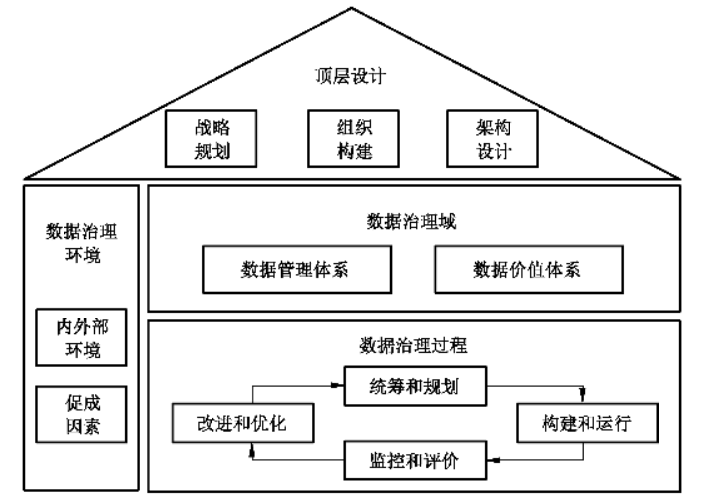 顶层设计
战略
规划
组织
构建
架构
设计
数据治理
环境
内外部
环境
促成
因素
数据治理域
数据管理体系
数据价值体系
数据治理过程
统筹和规划
改进和优化
构建和运行
监控和评价